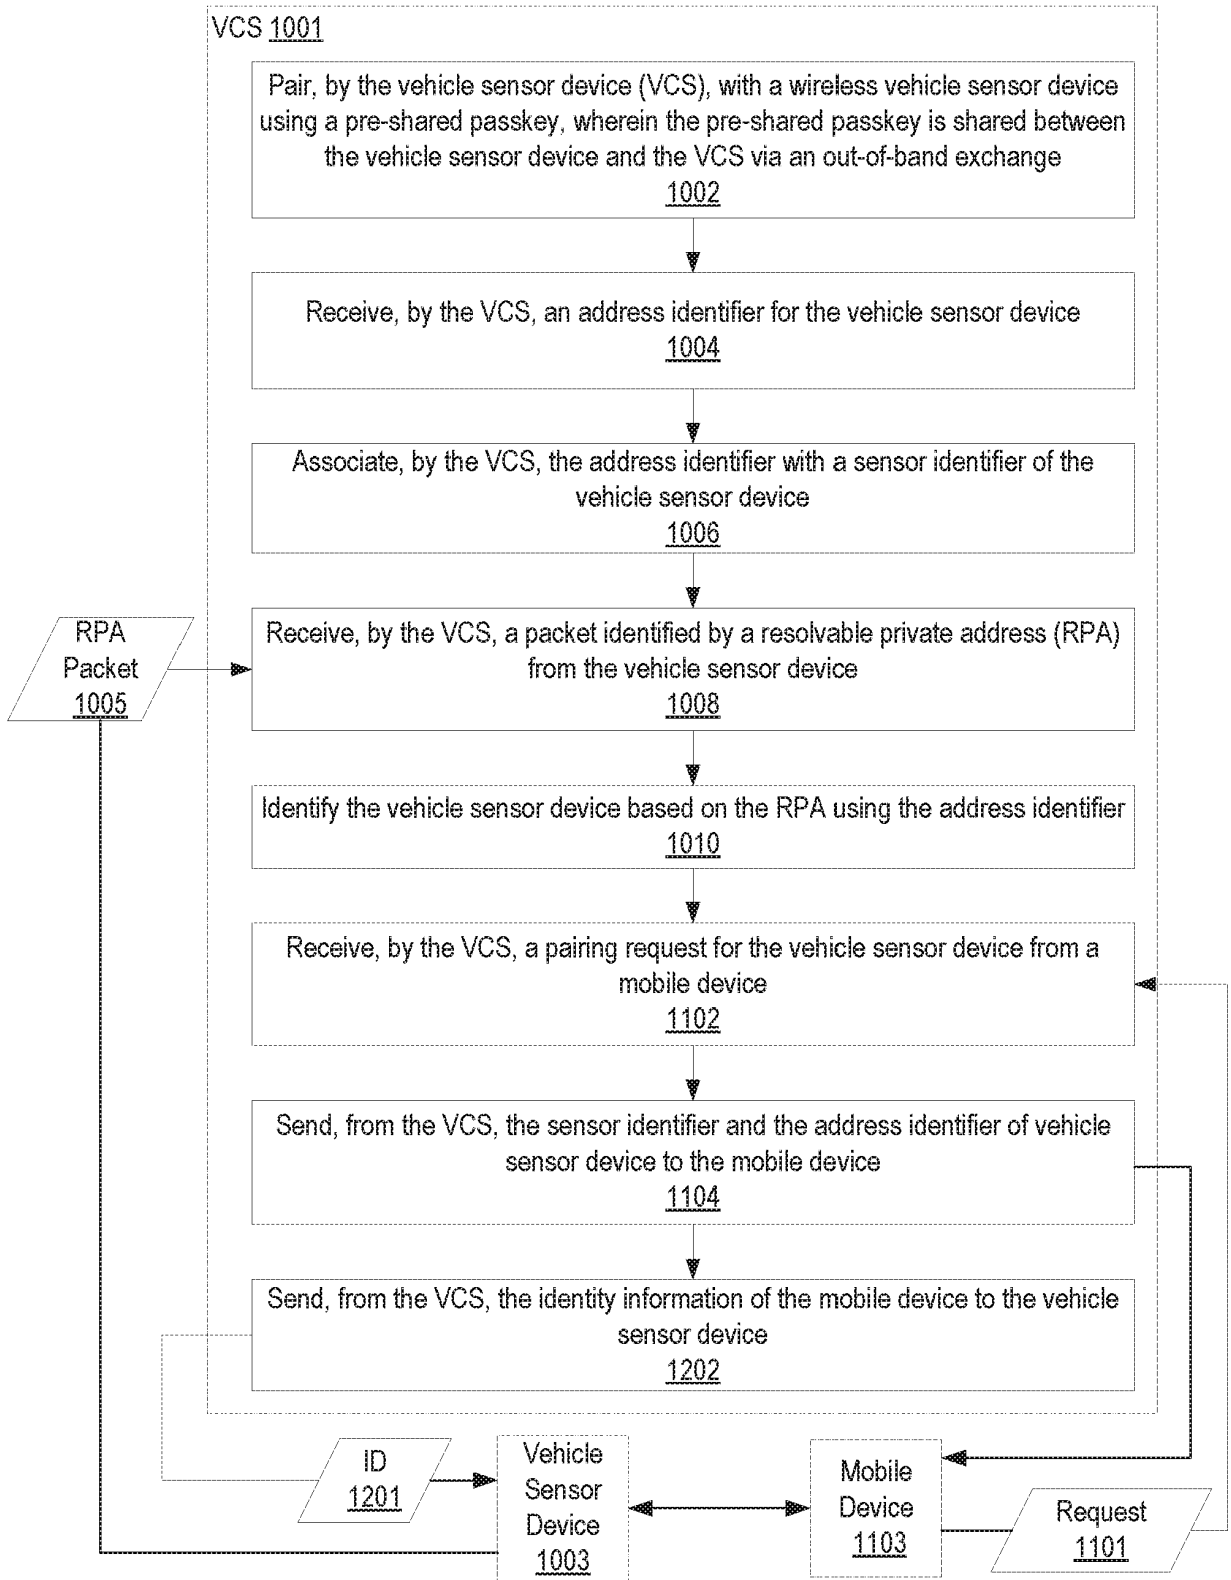 VCS 1001
Pair, by the vehicle sensor device (VCS), with a wireless vehicle sensor device
using a pre-shared passkey, wherein the pre-shared passkey is shared between
the vehicle sensor device and the VCS via an out-of-band exchange
1002
Receive, by the VCS, an address identifier for the vehicle sensor device
1004
Associate, by the VCS, the address identifier with a sensor identifier of the
vehicle sensor device
1006
RPA
Packet
1005
Receive, by the VCS, a packet identified by a resolvable private address (RPA)
from the vehicle sensor device
1008
Identify the vehicle sensor device based on the RPA using the address identifier
1010
Receive, by the VCS, a pairing request for the vehicle sensor device from a
mobile device
1102
Send, from the VCS, the sensor identifier and the address identifier of vehicle
sensor device to the mobile device
1104
Send, from the VCS, the identity information of the mobile device to the vehicle
sensor device
1202
ID
1201
Vehicle
Sensor
Device
1003
Mobile
Device
1103
Request
1101